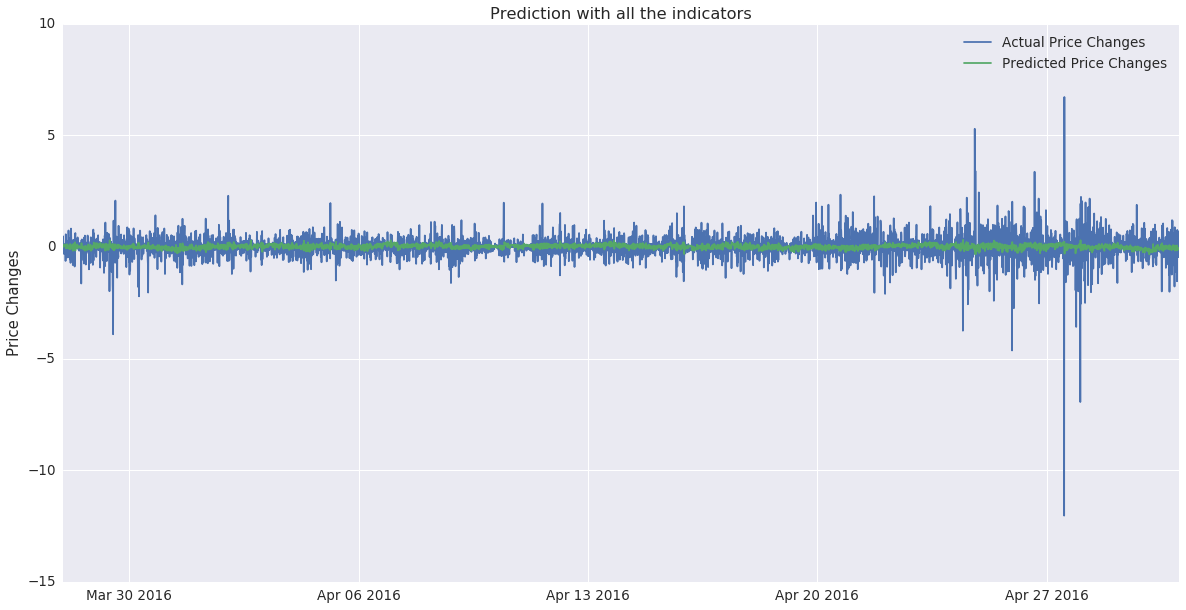 Prediction with all the indicators
Actual Price Changes
Predicted Price Changes
Price Changes
10
5
0
−5
−10
−15
Mar 30 2016
Apr 06 2016
Apr 13 2016
Apr 20 2016
Apr 27 2016